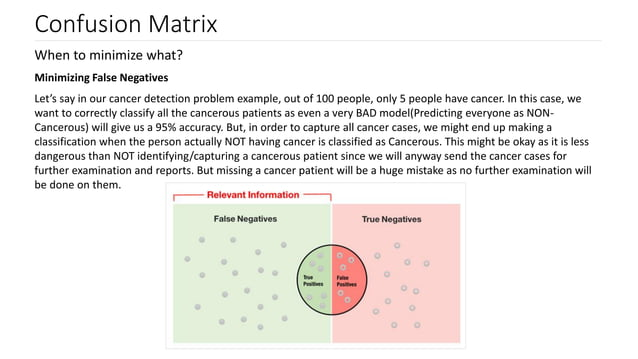 Confusion Matrix
When to minimize what?
Minimizing False Negatives
Let's say in our cancer detection problem example, out of 100 people, only 5 people have cancer. In this case, we
want to correctly classify all the cancerous patients as even a very BAD model(Predicting everyone as NON-
Cancerous) will give us a 95% accuracy. But, in order to capture all cancer cases, we might end up making a
classification when the person actually NOT having cancer is classified as Cancerous. This might be okay as it is less
dangerous than NOT identifying/capturing a cancerous patient since we will anyway send the cancer cases for
further examination and reports. But missing a cancer patient will be a huge mistake as no further examination will
be done on them.
Relevant Information
False Negatives
True Negatives
True
Positives
False
Positives